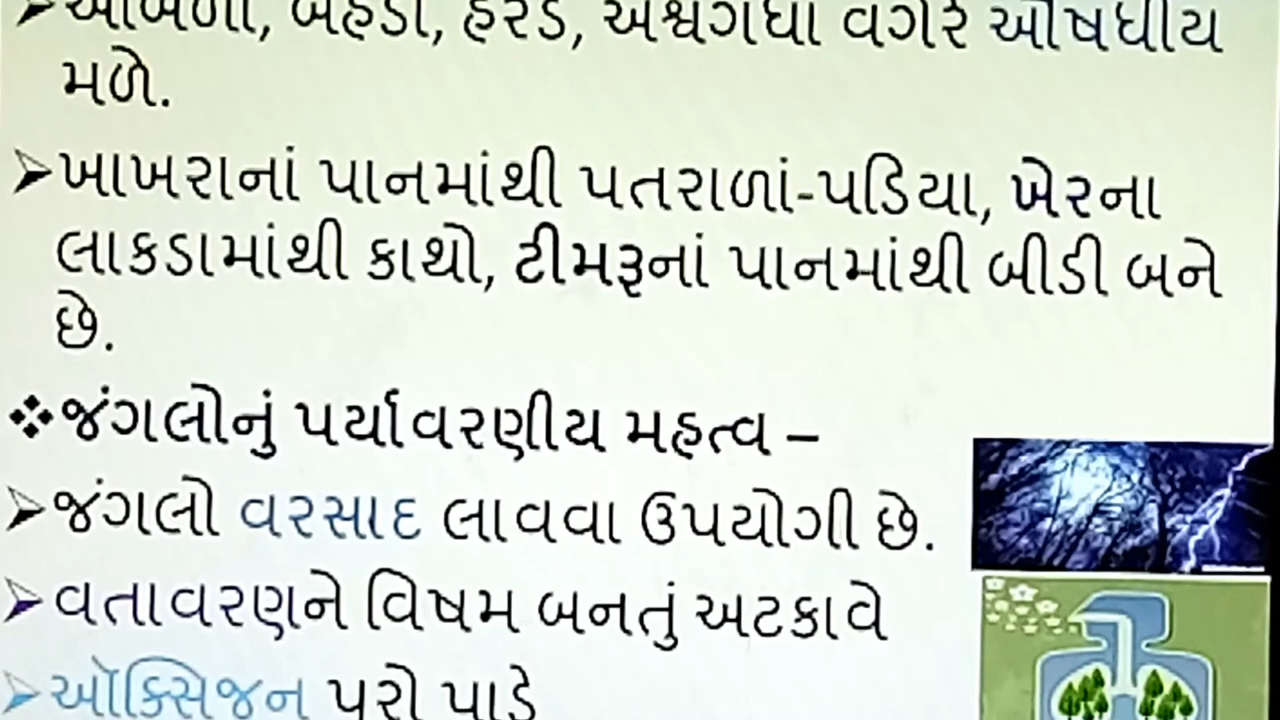 ➢આંબળા, બહેડા, હરડે, અશ્વગંધા વગેરે ઔષધીય
મળે.
➢ખાખરાનાં પાનમાંથી પતરાળાં-પડિયા, ખેરના
લાકડામાંથી કાથો, ટીમરૂનાં પાનમાંથી બીડી બને
છે.
❖જંગલોનું પર્યાવરણીય મહત્વ –
➢જંગલો વરસાદ લાવવા ઉપયોગી છે.
➢વતાવરણને વિષમ બનતું અટકાવે
➢ઑક્સિજન પૂરો પાડે